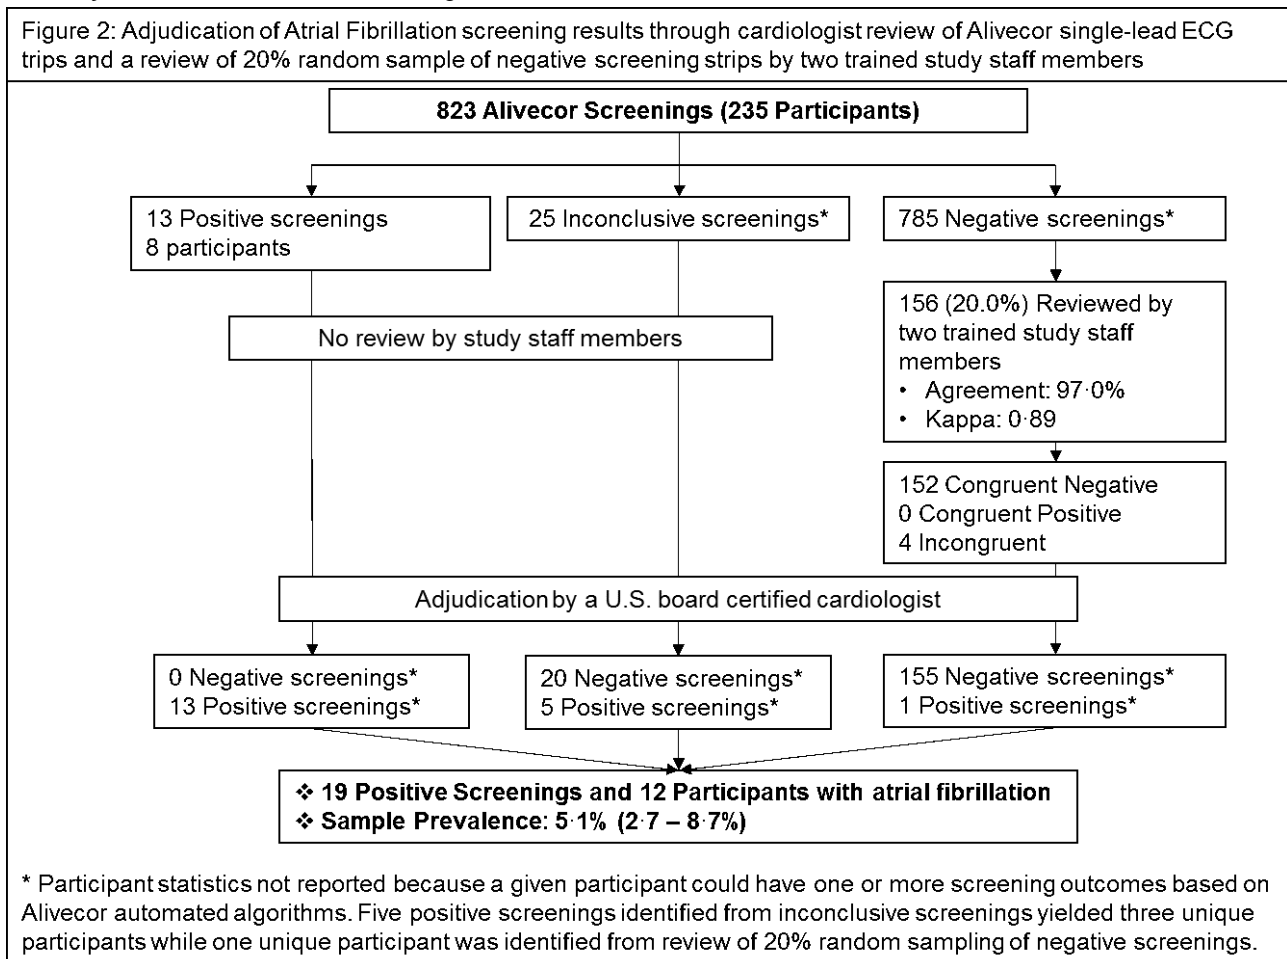 Figure 2: Adjudication of Atrial Fibrillation screening results through cardiologist review of Alivecor single-lead ECG
trips and a review of 20% random sample of negative screening strips by two trained study staff members
823 Alivecor Screenings (235 Participants)
13 Positive screenings
8 participants
25 Inconclusive screenings*
785 Negative screenings*
156 (20.0%) Reviewed by
two trained study staff
members
• Agreement: 97·0%
• Kappa: 0·89
No review by study staff members
152 Congruent Negative
0 Congruent Positive
4 Incongruent
Adjudication by a U.S. board certified cardiologist
0 Negative screenings*
13 Positive screenings*
20 Negative screenings*
5 Positive screenings*
155 Negative screenings*
1 Positive screenings*
❖ 19 Positive Screenings and 12 Participants with atrial fibrillation
❖ Sample Prevalence: 5·1% (2·7 – 8·7%)
* Participant statistics not reported because a given participant could have one or more screening outcomes based on
Alivecor automated algorithms. Five positive screenings identified from inconclusive screenings yielded three unique
participants while one unique participant was identified from review of 20% random sampling of negative screenings.